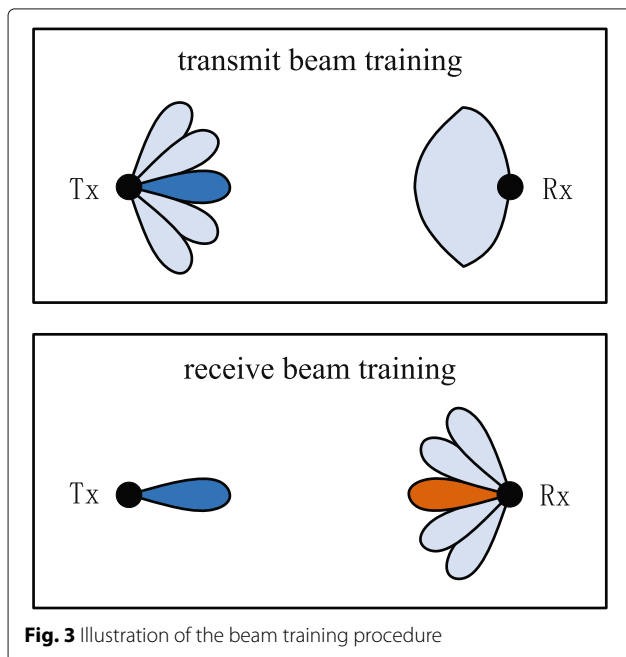 transmit beam training
Tx
Rx
receive beam training
Tx
Rx
Fig. 3 Illustration of the beam training procedure